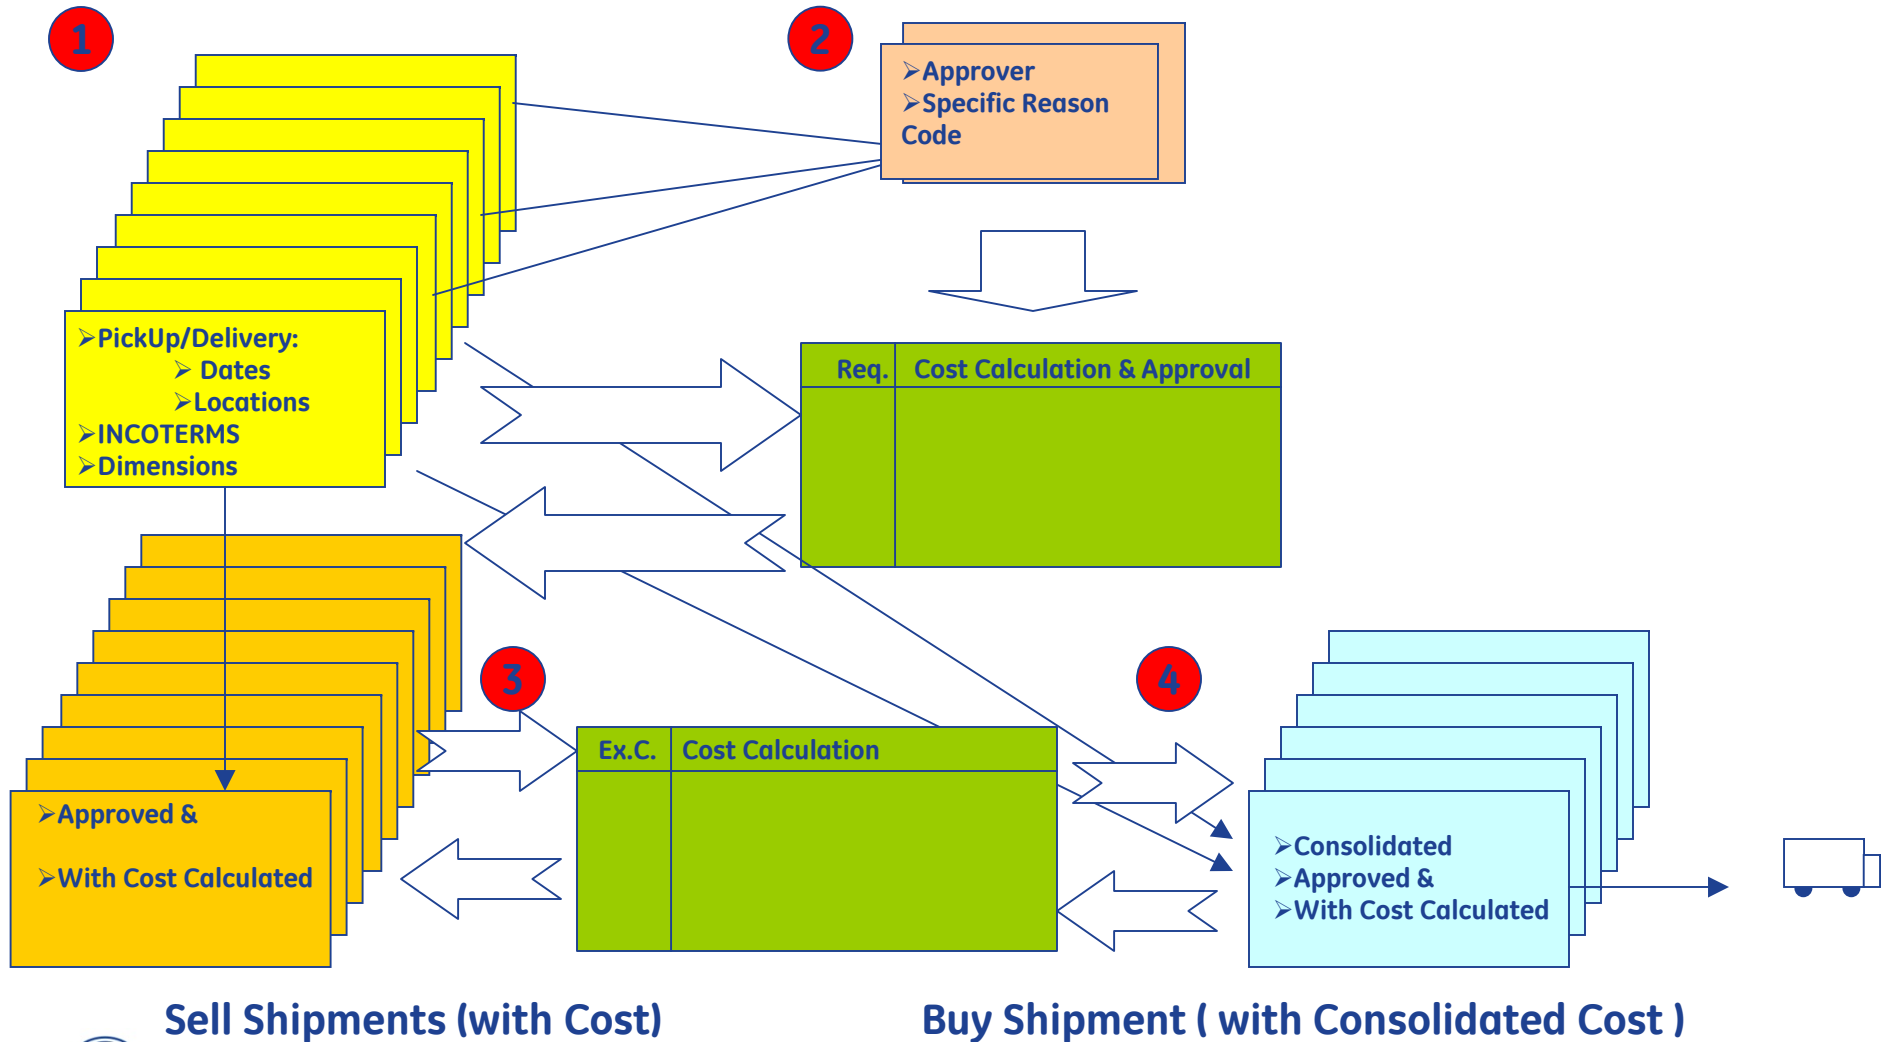 1
2
➢Approver
➢Specific Reason
Code
➢PickUp/Delivery:
➢ Dates
➢Locations
➢INCOTERMS
➢Dimensions
Req. Cost Calculation & Approval
3
4
Ex.C. Cost Calculation
➢Approved &
➢With Cost Calculated
➢Consolidated
➢Approved &
➢With Cost Calculated
Sell Shipments (with Cost)
Buy Shipment ( with Consolidated Cost )